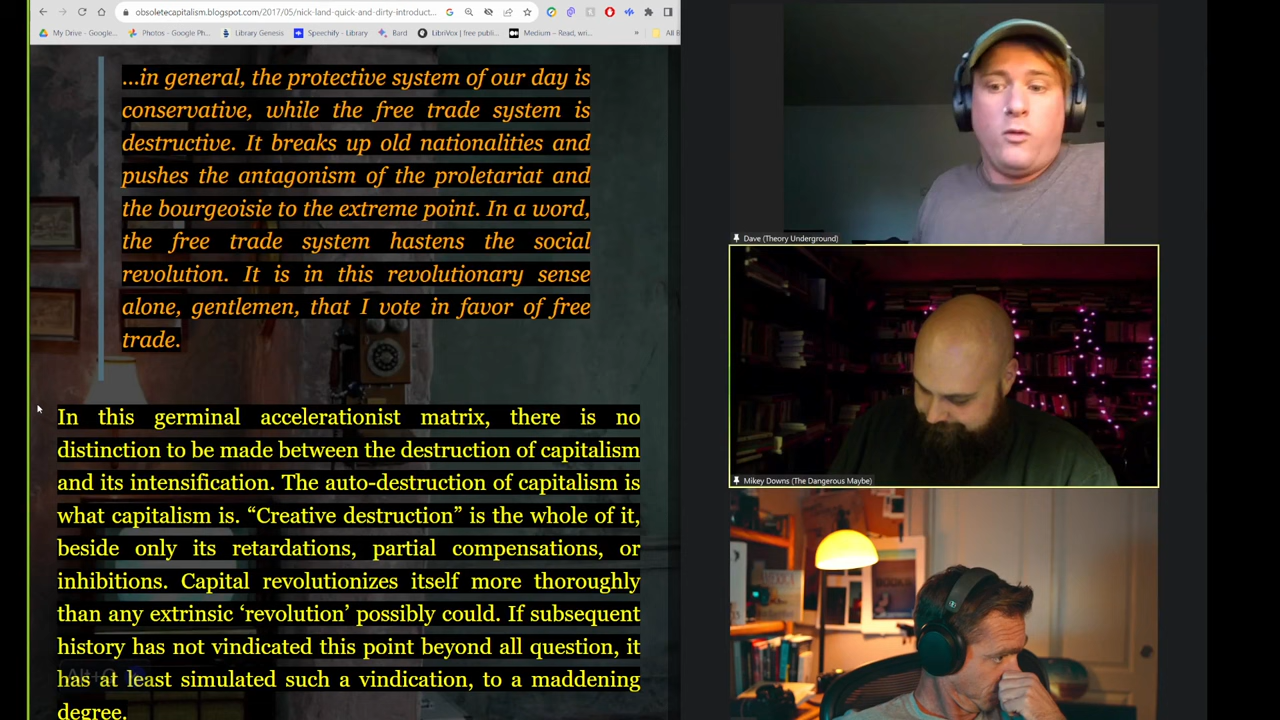 obsoletecapitalism.blogspot.com/2017/05/nick-land-quick-and-dirty-introduct...
My Drive - Google...
Photos - Google Ph...
Library Genesis
Speechify - Library
Bard
LibriVox | free publi...
Medium – Read, wri...
»
All B
...in general, the protective system of our day is
conservative, while the free trade system is
destructive. It breaks up old nationalities and
pushes the antagonism of the proletariat and
the bourgeoisie to the extreme point. In a word,
the free trade system hastens the social
revolution. It is in this revolutionary sense
alone, gentlemen, that I vote in favor of free
trade.
In this germinal accelerationist matrix, there is no
distinction to be made between the destruction of capitalism
and its intensification. The auto-destruction of capitalism is
what capitalism is. “Creative destruction” is the whole of it,
beside only its retardations, partial compensations, or
inhibitions. Capital revolutionizes itself more thoroughly
than any extrinsic ‘revolution’ possibly could. If subsequent
history has not vindicated this point beyond all question, it
has at least simulated such a vindication, to a maddening
degree.
Dave (Theory Underground)
Mikey Downs (The Dangerous Maybe)